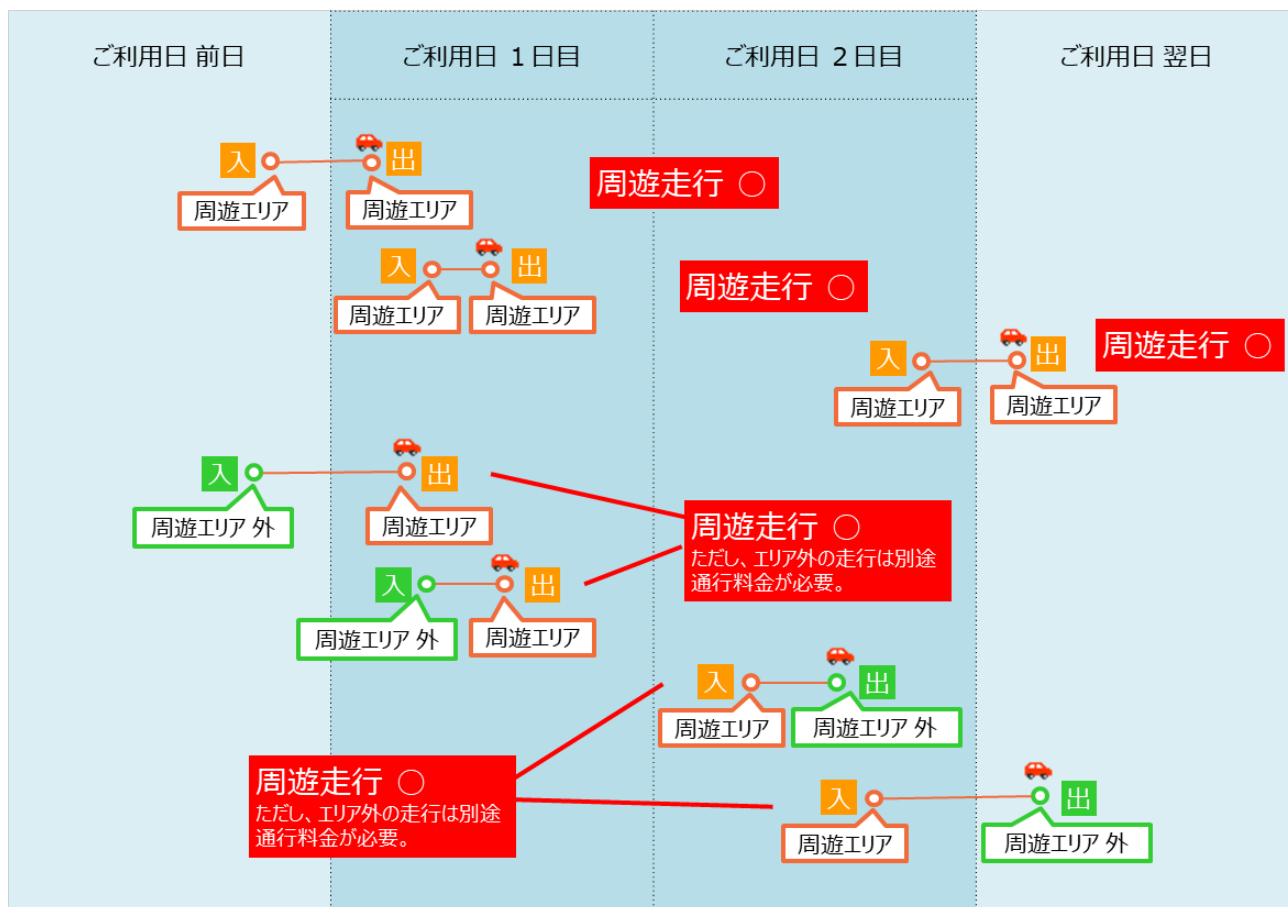 ご利用日 前日
ご利用日 1日目
ご利用日 2日目
ご利用日 翌日
入
出
周遊エリア
周遊エリア
周遊走行 ○
入
出
周遊エリア
周遊エリア
周遊走行 ○
入
出
周遊エリア
周遊エリア
周遊走行 ○
入
出
周遊エリア 外
周遊エリア
周遊走行 ○
ただし、エリア外の走行は別途
通行料金が必要。
入
出
周遊エリア 外
周遊エリア
入
出
周遊エリア
周遊エリア 外
周遊走行 ○
ただし、エリア外の走行は別途
通行料金が必要。
入
出
周遊エリア
周遊エリア 外